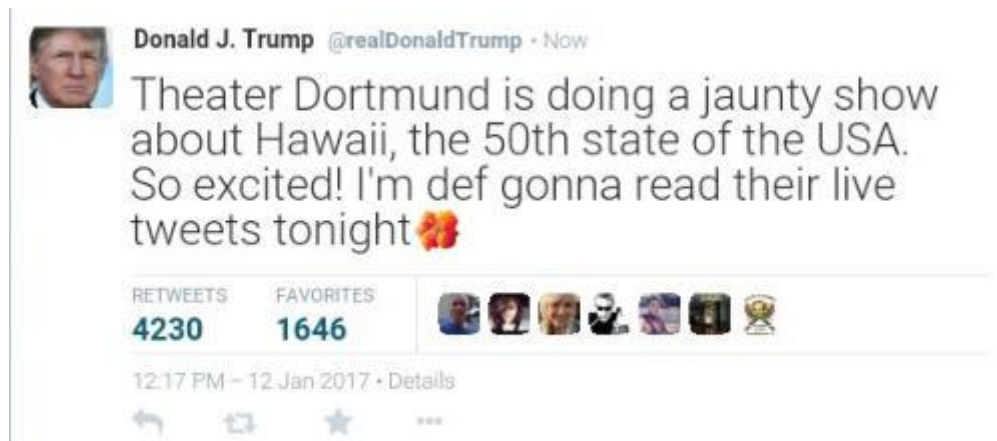 Donald J. Trump @realDonaldTrump · Now
Theater Dortmund is doing a jaunty show
about Hawaii, the 50th state of the USA.
So excited! I'm def gonna read their live
tweets tonight🌺
RETWEETS FAVORITES
4230 1646
12:17 PM – 12 Jan 2017 · Details